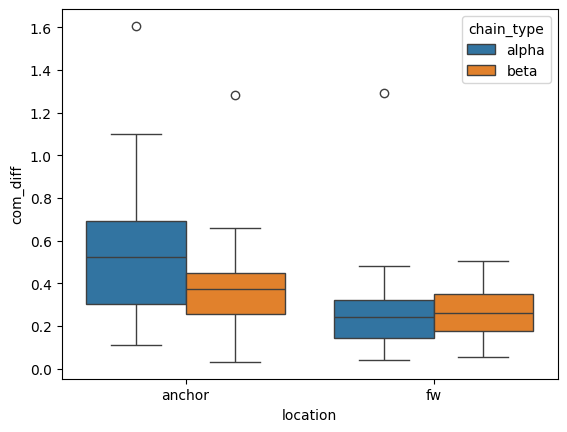 chain_type
alpha
beta
1.6
1.4
1.2
1.0
0.8
0.6
0.4
0.2
0.0
com_diff
anchor
fw
location